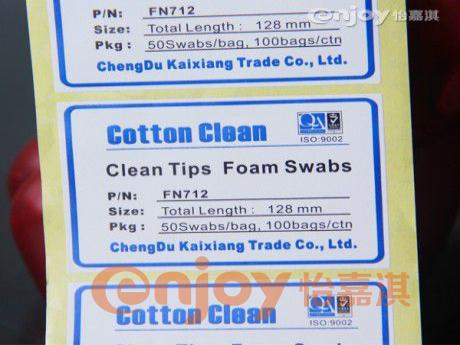 enjoy 怡嘉淇
P/N: FN712
Size: Total Length : 128 mm
Pkg : 50Swabs/bag, 100bags/ctn
ChengDu Kaixiang Trade Co., Ltd.
Cotton Clean
QA
ISO:9002
Clean Tips Foam Swabs
P/N: FN712
Size: Total Length : 128 mm
Pkg : 50Swabs/bag, 100bags/ctn
ChengDu Kaixiang Trade Co., Ltd.
enjoy 怡嘉淇
Cotton Clean
QA
ISO:9002